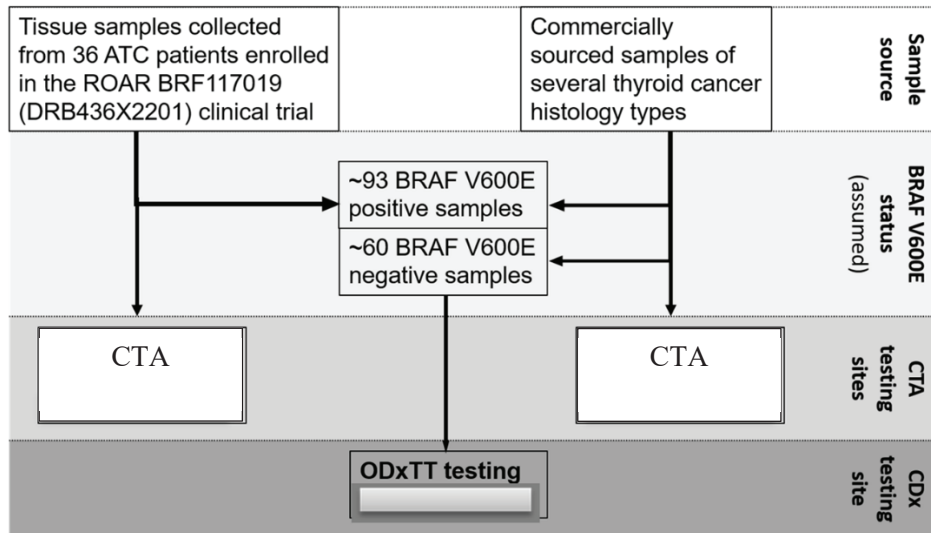 Tissue samples collected
from 36 ATC patients enrolled
in the ROAR BRF117019
(DRB436X2201) clinical trial
Commercially
sourced samples of
several thyroid cancer
histology types
Sample
source
~93 BRAF V600E
positive samples
~60 BRAF V600E
negative samples
BRAF V600E
status
(assumed)
CTA
CTA
CTA
testing
sites
ODxTT testing
CDx
testing
site